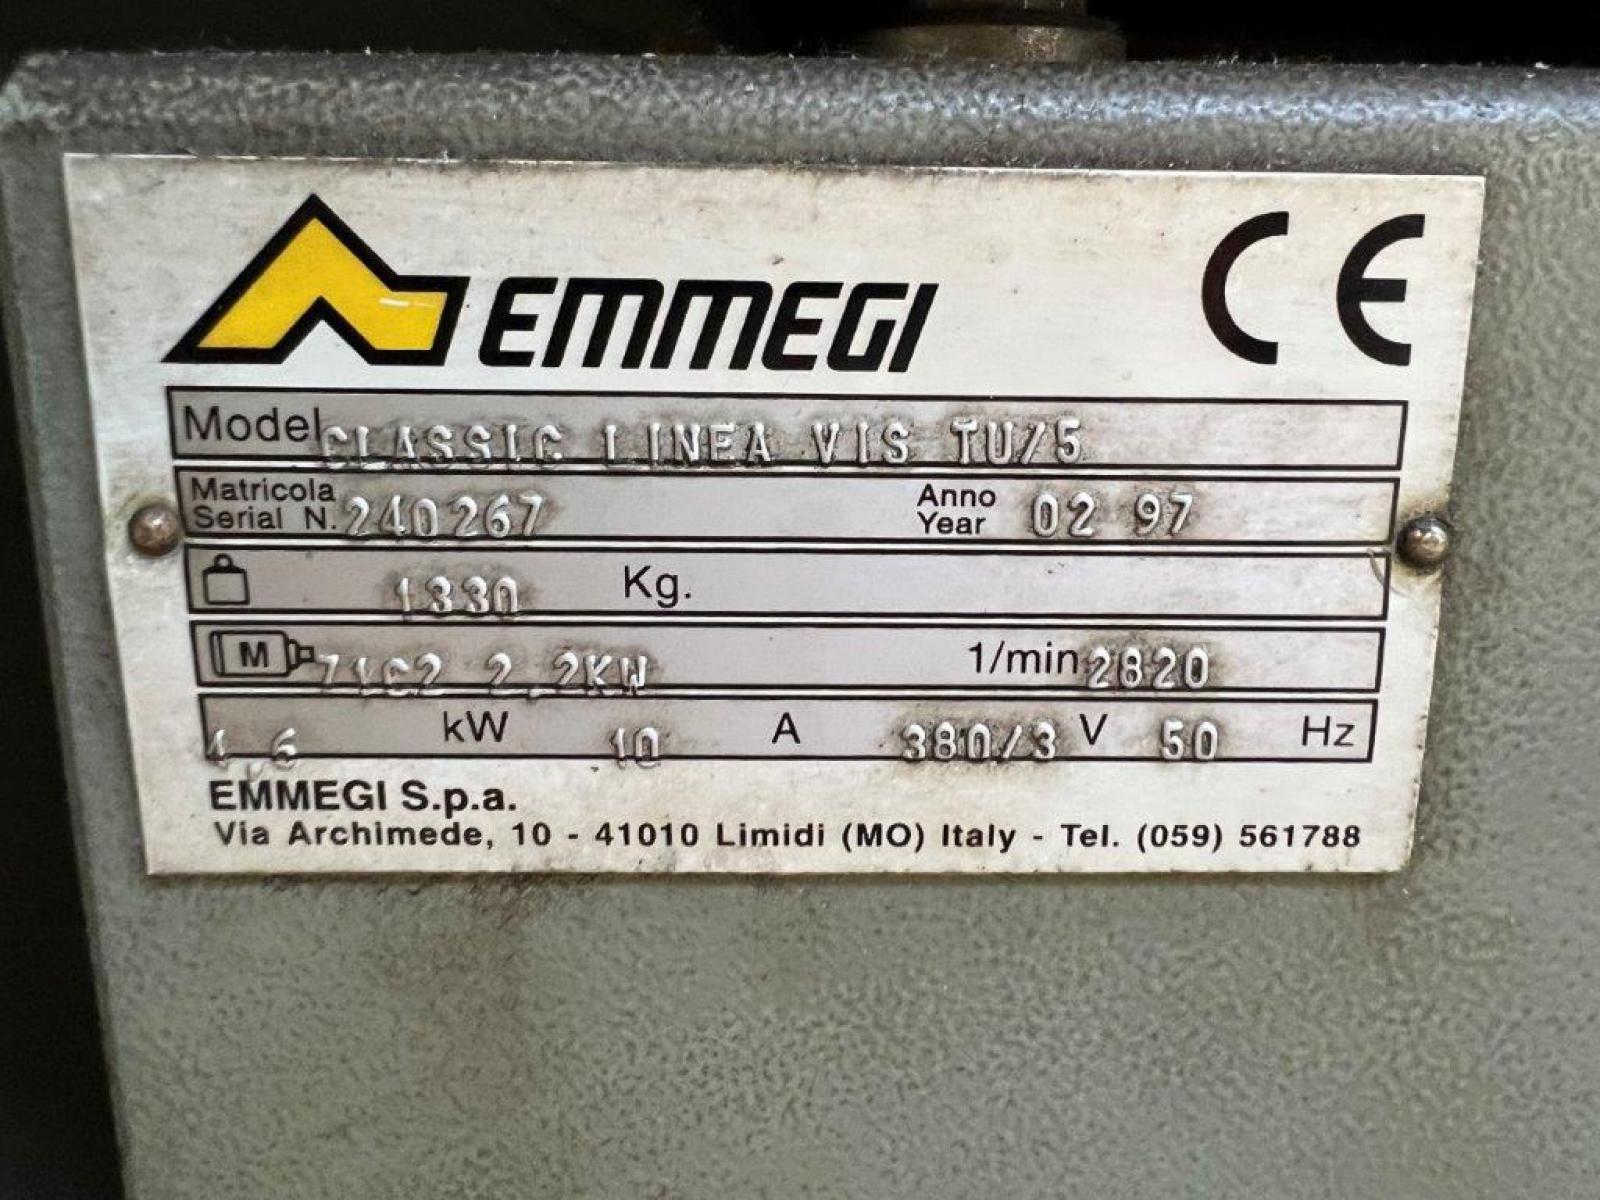 EMMEGI CE
Model CLASSIC LINEA VIS TU/5
Matricola
Serial N. 240267
Anno
Year 02 97
1330 Kg.
M 71C2 2,2KW 1/min 2820
4,6 kW 10 A 380/3 V 50 Hz
EMMEGI S.p.a.
Via Archimede, 10 - 41010 Limidi (MO) Italy - Tel. (059) 561788